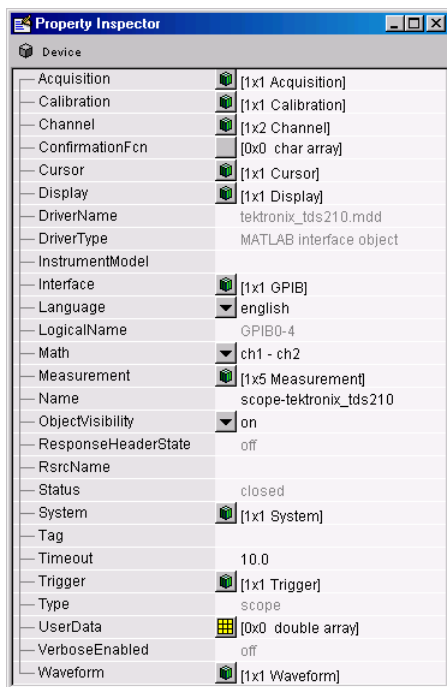 Property Inspector
Device
Acquisition [1x1 Acquisition]
Calibration [1x1 Calibration]
Channel [1x2 Channel]
ConfirmationFcn [0x0 char array]
Cursor [1x1 Cursor]
Display [1x1 Display]
DriverName tektronix_tds210.mdd
DriverType MATLAB interface object
InstrumentModel
Interface [1x1 GPIB]
Language english
LogicalName GPIB0-4
Math ch1 - ch2
Measurement [1x5 Measurement]
Name scope-tektronix_tds210
ObjectVisibility on
ResponseHeaderState off
RsrcName
Status closed
System [1x1 System]
Tag
Timeout 10.0
Trigger [1x1 Trigger]
Type scope
UserData [0x0 double array]
VerboseEnabled off
Waveform [1x1 Waveform]